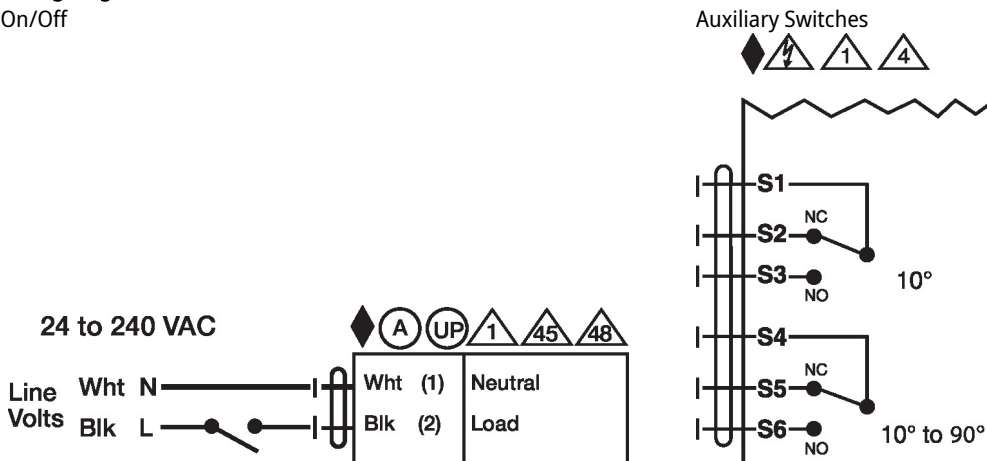 On/Off
Auxiliary Switches
1 4
S1
NC
S2
S3
NO
10°
S4
NC
S5
S6
NO
10° to 90°
24 to 240 VAC
A UP 1 45 48
Line Volts
Wht N
Wht (1) Neutral
Blk L
Blk (2) Load